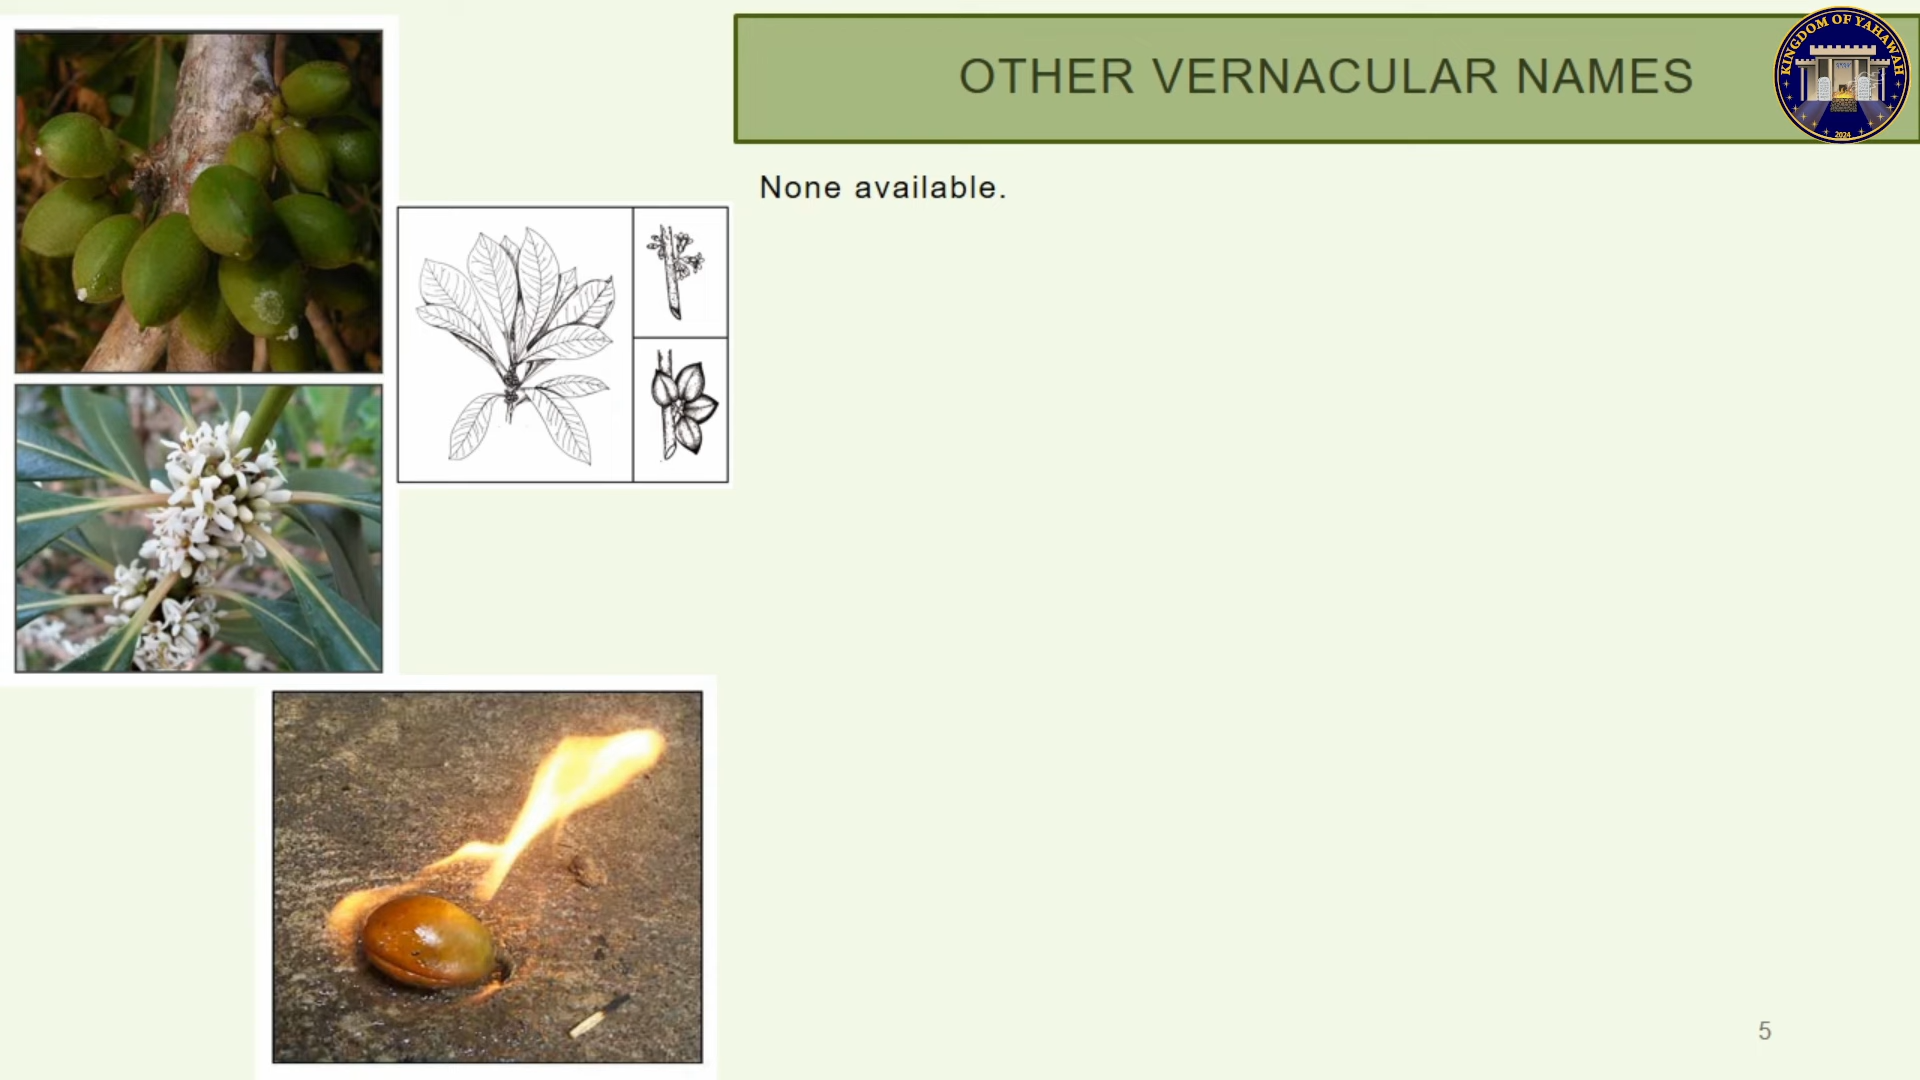 OTHER VERNACULAR NAMES
KINGDOM OF YAHAWAH
2024
None available.
5